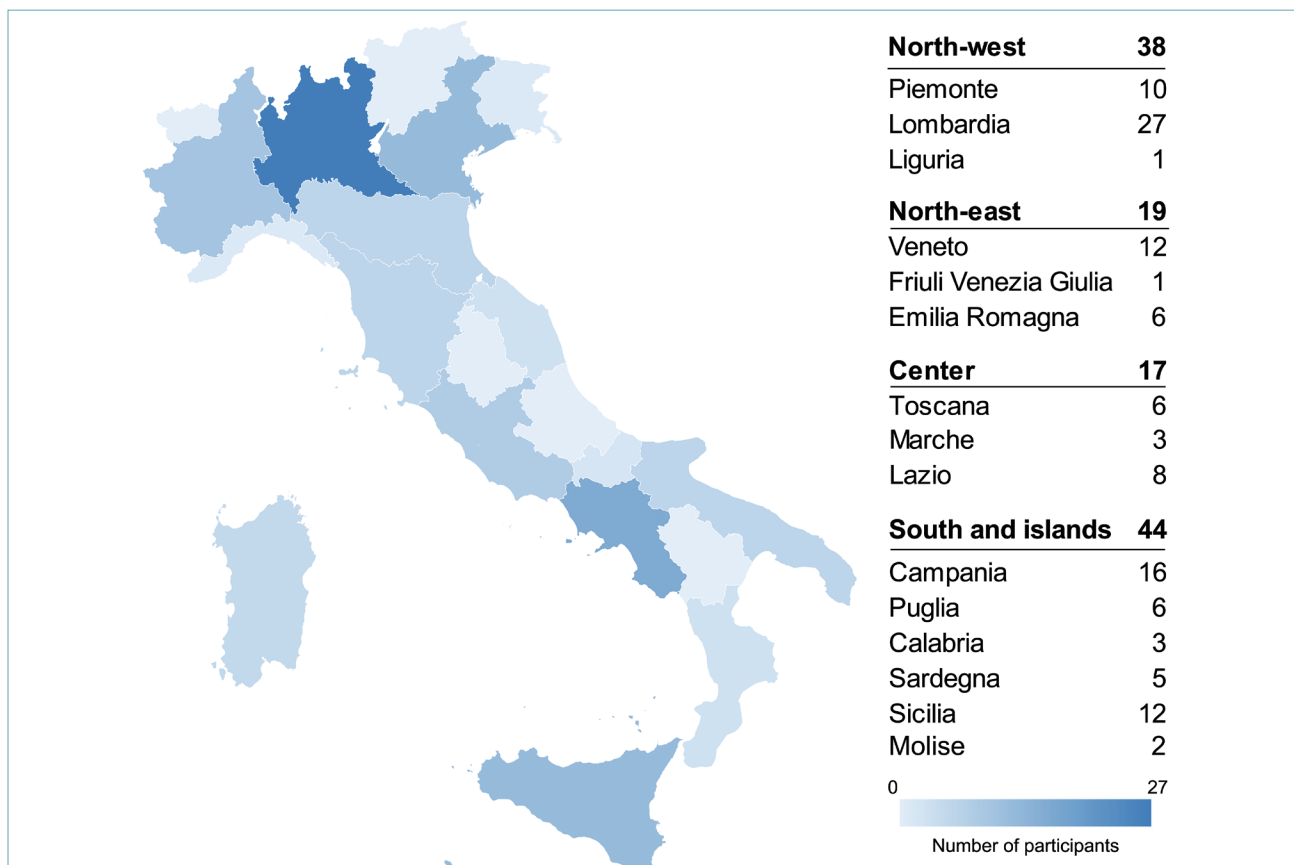 North-west 38
Piemonte 10
Lombardia 27
Liguria 1
North-east 19
Veneto 12
Friuli Venezia Giulia 1
Emilia Romagna 6
Center 17
Toscana 6
Marche 3
Lazio 8
South and islands 44
Campania 16
Puglia 6
Calabria 3
Sardegna 5
Sicilia 12
Molise 2
0 27
Number of participants